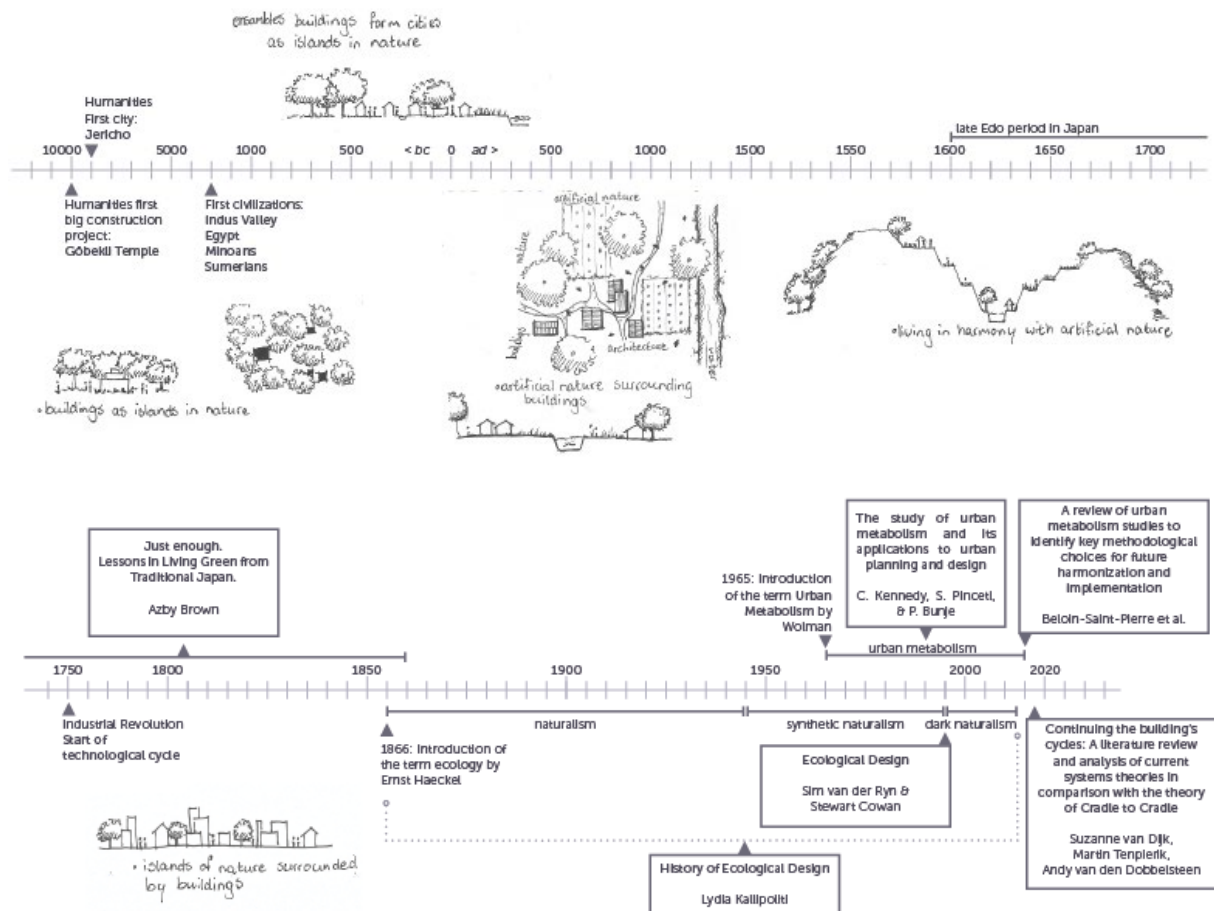 ensambles buildings form cities
as islands in nature
Humanities
First city:
Jericho
late Edo period in Japan
10000 5000 1000 500 < bc 0 ad > 500 1000 1500 1550 1600 1650 1700
Humanities first
big construction
project:
Göbekli Temple
First civilizations:
Indus Valley
Egypt
Minoans
Sumerians
artificial nature
nature
building
architecture
• artificial nature surrounding
buildings
• living in harmony with artificial nature
• buildings as islands in nature
Just enough.
Lessons in Living Green from
Traditional Japan.
Azby Brown
1965: Introduction
of the term Urban
Metabolism by
Wolman
The study of urban
metabolism and its
applications to urban
planning and design
C. Kennedy, S. Pincetl,
& P. Bunje
A review of urban
metabolism studies to
identify key methodological
choices for future
harmonization and
implementation
Beloin-Saint-Pierre et al.
urban metabolism
1750 1800 1850 1900 1950 2000 2020
Industrial Revolution
Start of
technological cycle
naturalism
synthetic naturalism
dark naturalism
1866: Introduction of
the term ecology by
Ernst Haeckel
Ecological Design
Sim van der Ryn &
Stewart Cowan
Continuing the building's
cycles: A literature review
and analysis of current
systems theories in
comparison with the theory
of Cradle to Cradle
Suzanne van Dijk,
Martin Tenpierik,
Andy van den Dobbelsteen
• islands of nature surrounded
by buildings
History of Ecological Design
Lydia Kallipoliti